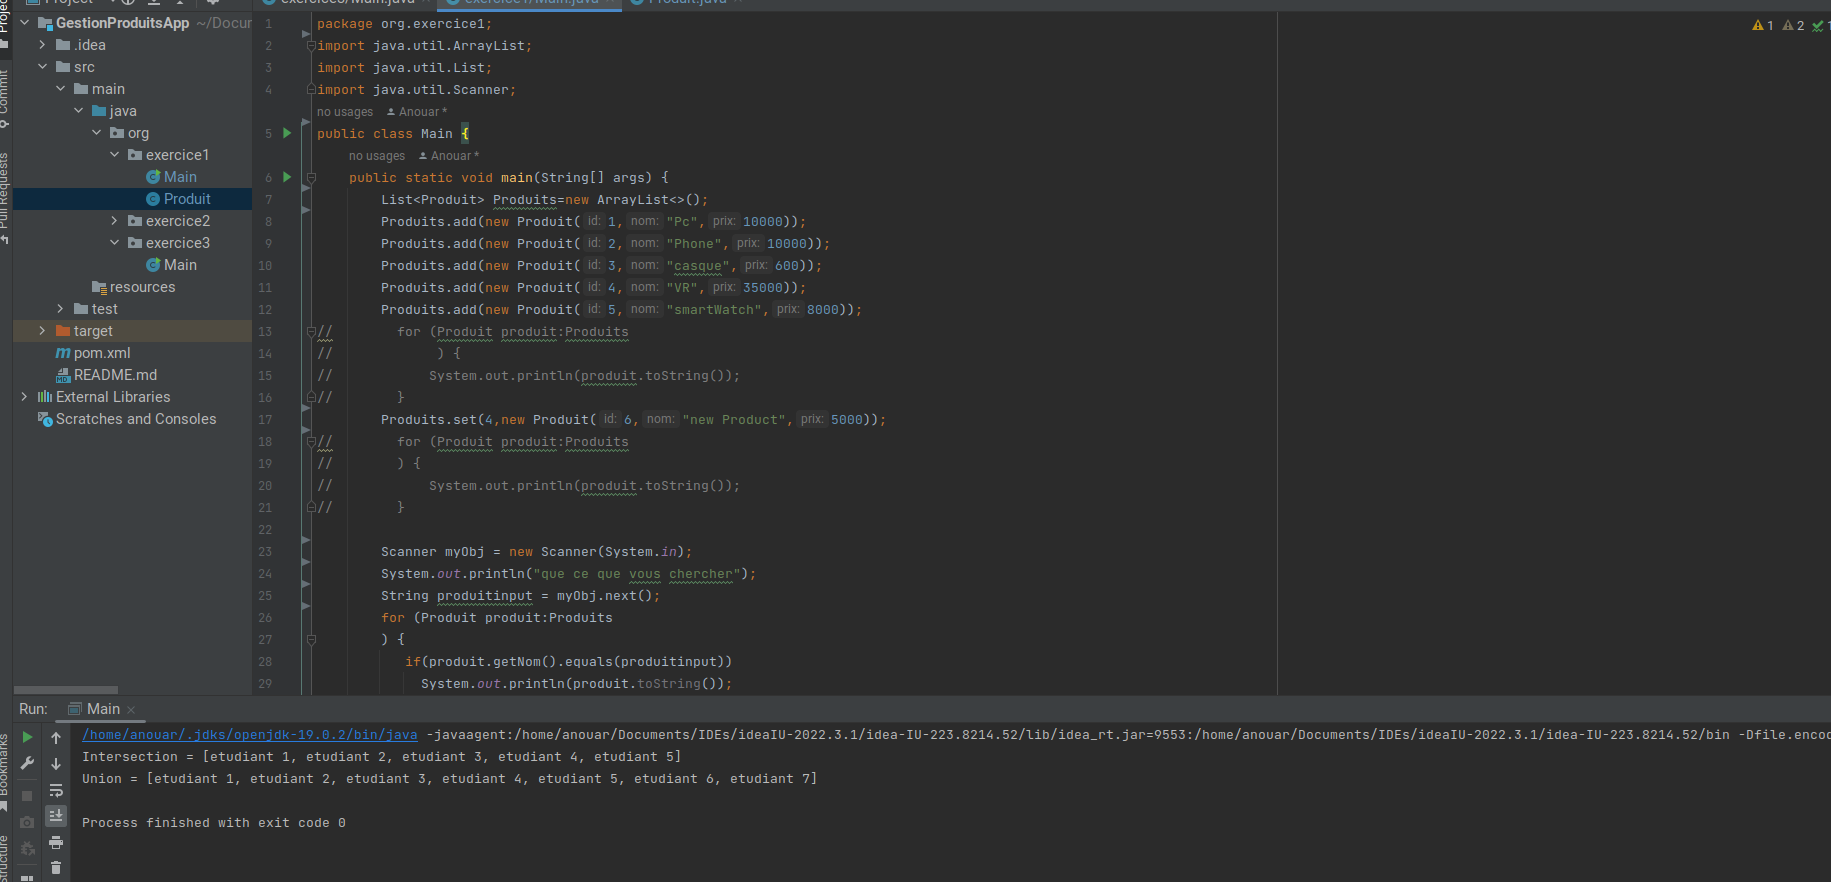 Project
exercice3/Main.java
exercice1/Main.java
Produit.java
Project
Commit
Pull Requests
Bookmarks
Structure
GestionProduitsApp ~/Docur
.idea
src
main
java
org
exercice1
Main
Produit
exercice2
exercice3
Main
resources
test
target
pom.xml
README.md
External Libraries
Scratches and Consoles
1 2 1
1 package org.exercice1;
2 import java.util.ArrayList;
3 import java.util.List;
4 import java.util.Scanner;
no usages Anouar *
5 public class Main {
no usages Anouar *
6 public static void main(String[] args) {
7 List<Produit> Produits=new ArrayList<>();
8 Produits.add(new Produit( id: 1, nom: "Pc", prix: 10000));
9 Produits.add(new Produit( id: 2, nom: "Phone", prix: 10000));
10 Produits.add(new Produit( id: 3, nom: "casque", prix: 600));
11 Produits.add(new Produit( id: 4, nom: "VR", prix: 35000));
12 Produits.add(new Produit( id: 5, nom: "smartWatch", prix: 8000));
13 // for (Produit produit:Produits
14 // ) {
15 // System.out.println(produit.toString());
16 // }
17 Produits.set(4,new Produit( id: 6, nom: "new Product", prix: 5000));
18 // for (Produit produit:Produits
19 // ) {
20 // System.out.println(produit.toString());
21 // }
22
23 Scanner myObj = new Scanner(System.in);
24 System.out.println("que ce que vous chercher");
25 String produitinput = myObj.next();
26 for (Produit produit:Produits
27 ) {
28 if(produit.getNom().equals(produitinput))
29 System.out.println(produit.toString());
Run: Main
/home/anouar/.jdks/openjdk-19.0.2/bin/java -javaagent:/home/anouar/Documents/IDEs/ideaIU-2022.3.1/idea-IU-223.8214.52/lib/idea_rt.jar=9553:/home/anouar/Documents/IDEs/ideaIU-2022.3.1/idea-IU-223.8214.52/bin -Dfile.encod
Intersection = [etudiant 1, etudiant 2, etudiant 3, etudiant 4, etudiant 5]
Union = [etudiant 1, etudiant 2, etudiant 3, etudiant 4, etudiant 5, etudiant 6, etudiant 7]
Process finished with exit code 0